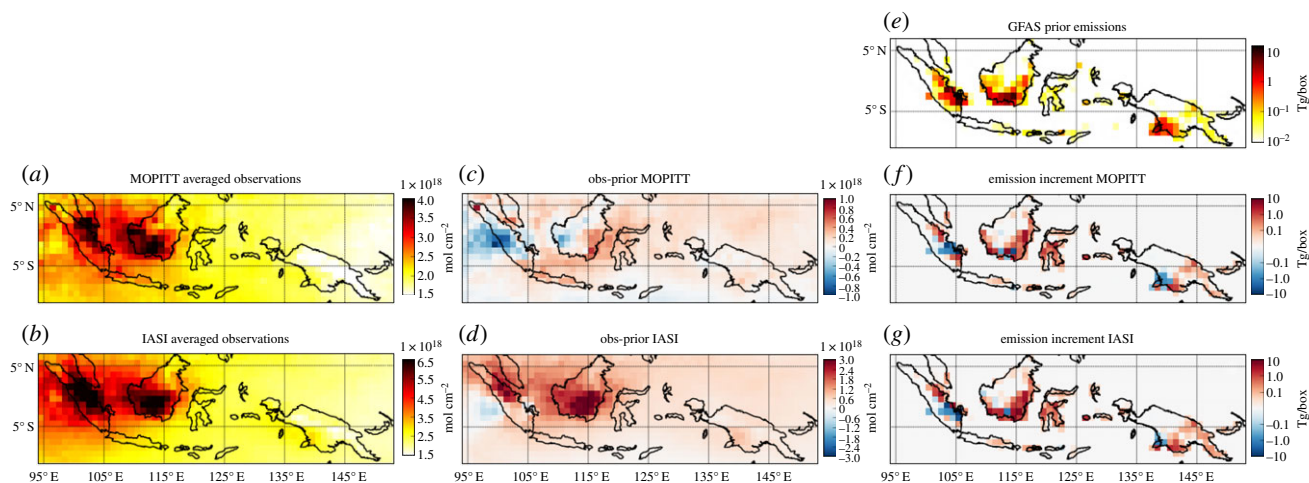 (e)
GFAS prior emissions
5° N
5° S
10
1
10−1
10−2
Tg/box
(a)
MOPITT averaged observations
5° N
5° S
1 × 1018
4.0
3.5
3.0
2.5
2.0
1.5
mol cm−2
(c)
obs-prior MOPITT
1 × 1018
1.0
0.8
0.6
0.4
0.2
0
−0.2
−0.4
−0.6
−0.8
−1.0
mol cm−2
(f)
emission increment MOPITT
10
1.0
0.1
−0.1
−1.0
−10
Tg/box
(b)
IASI averaged observations
5° N
5° S
95° E 105° E 115° E 125° E 135° E 145° E
1 × 1018
6.5
5.5
4.5
3.5
2.5
1.5
mol cm−2
(d)
obs-prior IASI
95° E 105° E 115° E 125° E 135° E 145° E
1 × 1018
3.0
2.4
1.8
1.2
0.6
0
−0.6
−1.2
−1.8
−2.4
−3.0
mol cm−2
(g)
emission increment IASI
95° E 105° E 115° E 125° E 135° E 145° E
10
1.0
0.1
−0.1
−1.0
−10
Tg/box